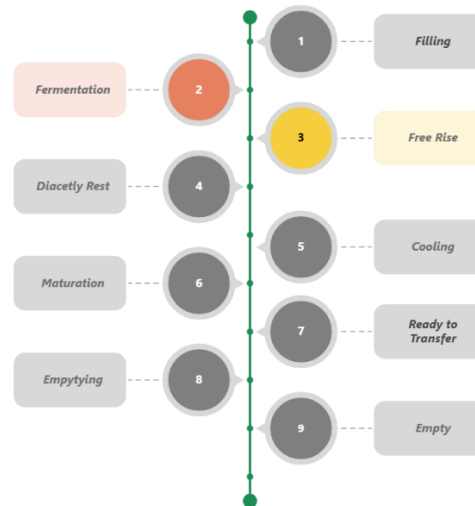 1
Filling
Fermentation
2
3
Free Rise
Diacetly Rest
4
5
Cooling
Maturation
6
7
Ready to
Transfer
Empytying
8
9
Empty